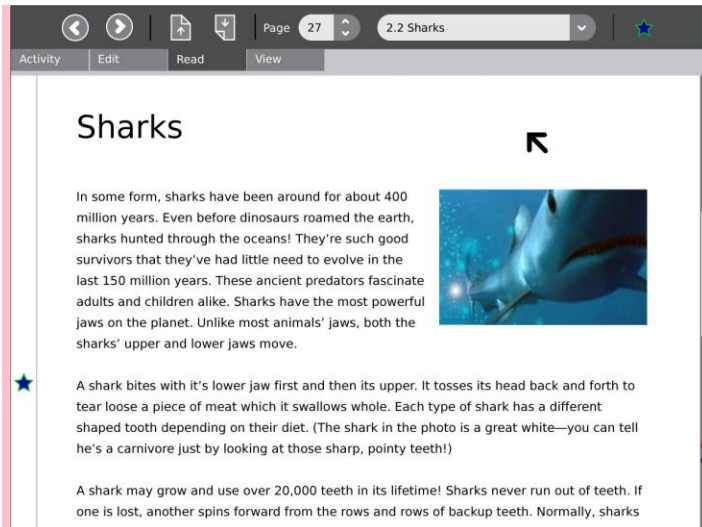 Page 27 2.2 Sharks
Activity Edit Read View
Sharks
In some form, sharks have been around for about 400
million years. Even before dinosaurs roamed the earth,
sharks hunted through the oceans! They’re such good
survivors that they’ve had little need to evolve in the
last 150 million years. These ancient predators fascinate
adults and children alike. Sharks have the most powerful
jaws on the planet. Unlike most animals’ jaws, both the
sharks’ upper and lower jaws move.
A shark bites with it’s lower jaw first and then its upper. It tosses its head back and forth to
tear loose a piece of meat which it swallows whole. Each type of shark has a different
shaped tooth depending on their diet. (The shark in the photo is a great white—you can tell
he’s a carnivore just by looking at those sharp, pointy teeth!)
A shark may grow and use over 20,000 teeth in its lifetime! Sharks never run out of teeth. If
one is lost, another spins forward from the rows and rows of backup teeth. Normally, sharks